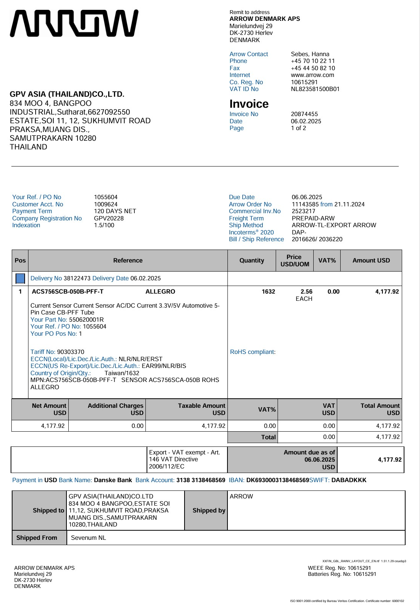 ARROW
Remit to address
ARROW DENMARK APS
Marielundvej 29
DK-2730 Herlev
DENMARK
Arrow Contact Sebes, Hanna
Phone +45 70 10 22 11
Fax +45 44 50 82 10
Internet www.arrow.com
Co. Reg. No 10615291
VAT ID No NL823581500B01
GPV ASIA (THAILAND)CO.,LTD.
834 MOO 4, BANGPOO
INDUSTRIAL,Sutharat,6627092550
ESTATE,SOI 11, 12, SUKHUMVIT ROAD
PRAKSA,MUANG DIS.,
SAMUTPRAKARN 10280
THAILAND
Invoice
Invoice No 20874455
Date 06.02.2025
Page 1 of 2
Your Ref. / PO No 1055604
Customer Acct. No 1009624
Payment Term 120 DAYS NET
Company Registration No GPV20228
Indexation 1.5/100
Due Date 06.06.2025
Arrow Order No 11143585 from 21.11.2024
Commercial Inv No 2523217
Freight Term PREPAID-ARW
Ship Method ARROW-TL-EXPORT ARROW
Incoterms® 2020 DAP-
Bill / Ship Reference 2016626/ 2036220
Pos Reference Quantity Price USD/UOM VAT% Amount USD
Delivery No 38122473 Delivery Date 06.02.2025
1 ACS756SCB-050B-PFF-T ALLEGRO 1632 2.56 0.00 4,177.92
EACH
Current Sensor Current Sensor AC/DC Current 3.3V/5V Automotive 5-
Pin Case CB-PFF Tube
Your Part No: 550620001R
Your Ref. / PO No: 1055604
Your PO Pos No: 1
Tariff No: 90303370
RoHS compliant:
ECCN(Local)/Lic.Dec./Lic.Auth.: NLR/NLR/ERST
ECCN(US Re-Export)/Lic.Dec./Lic.Auth.: EAR99/NLR/BIS
Country of Origin/Qty.: Taiwan/1632
MPN:ACS756SCB-050B-PFF-T SENSOR ACS756SCA-050B ROHS
ALLEGRO
Net Amount USD Additional Charges USD Taxable Amount USD VAT% VAT USD Total Amount USD
4,177.92 0.00 4,177.92 0.00 0.00 4,177.92
Total 0.00 4,177.92
Export - VAT exempt - Art.
146 VAT Directive
2006/112/EC
Amount due as of
06.06.2025
USD
4,177.92
Payment in USD Bank Name: Danske Bank Bank Account: 3138 3138468569 IBAN: DK6930003138468569SWIFT: DABADKKK
Shipped to
GPV ASIA(THAILAND)CO.LTD
834 MOO 4 BANGPOO,ESTATE SOI
11,12, SUKHUMVIT ROAD,PRAKSA
MUANG DIS.,SAMUTPRAKARN
10280,THAILAND
Shipped by
ARROW
Shipped From Sevenum NL
ARROW DENMARK APS
Marielundvej 29
DK-2730 Herlev
DENMARK
WEEE Reg. No: 10615291
Batteries Reg. No: 10615291